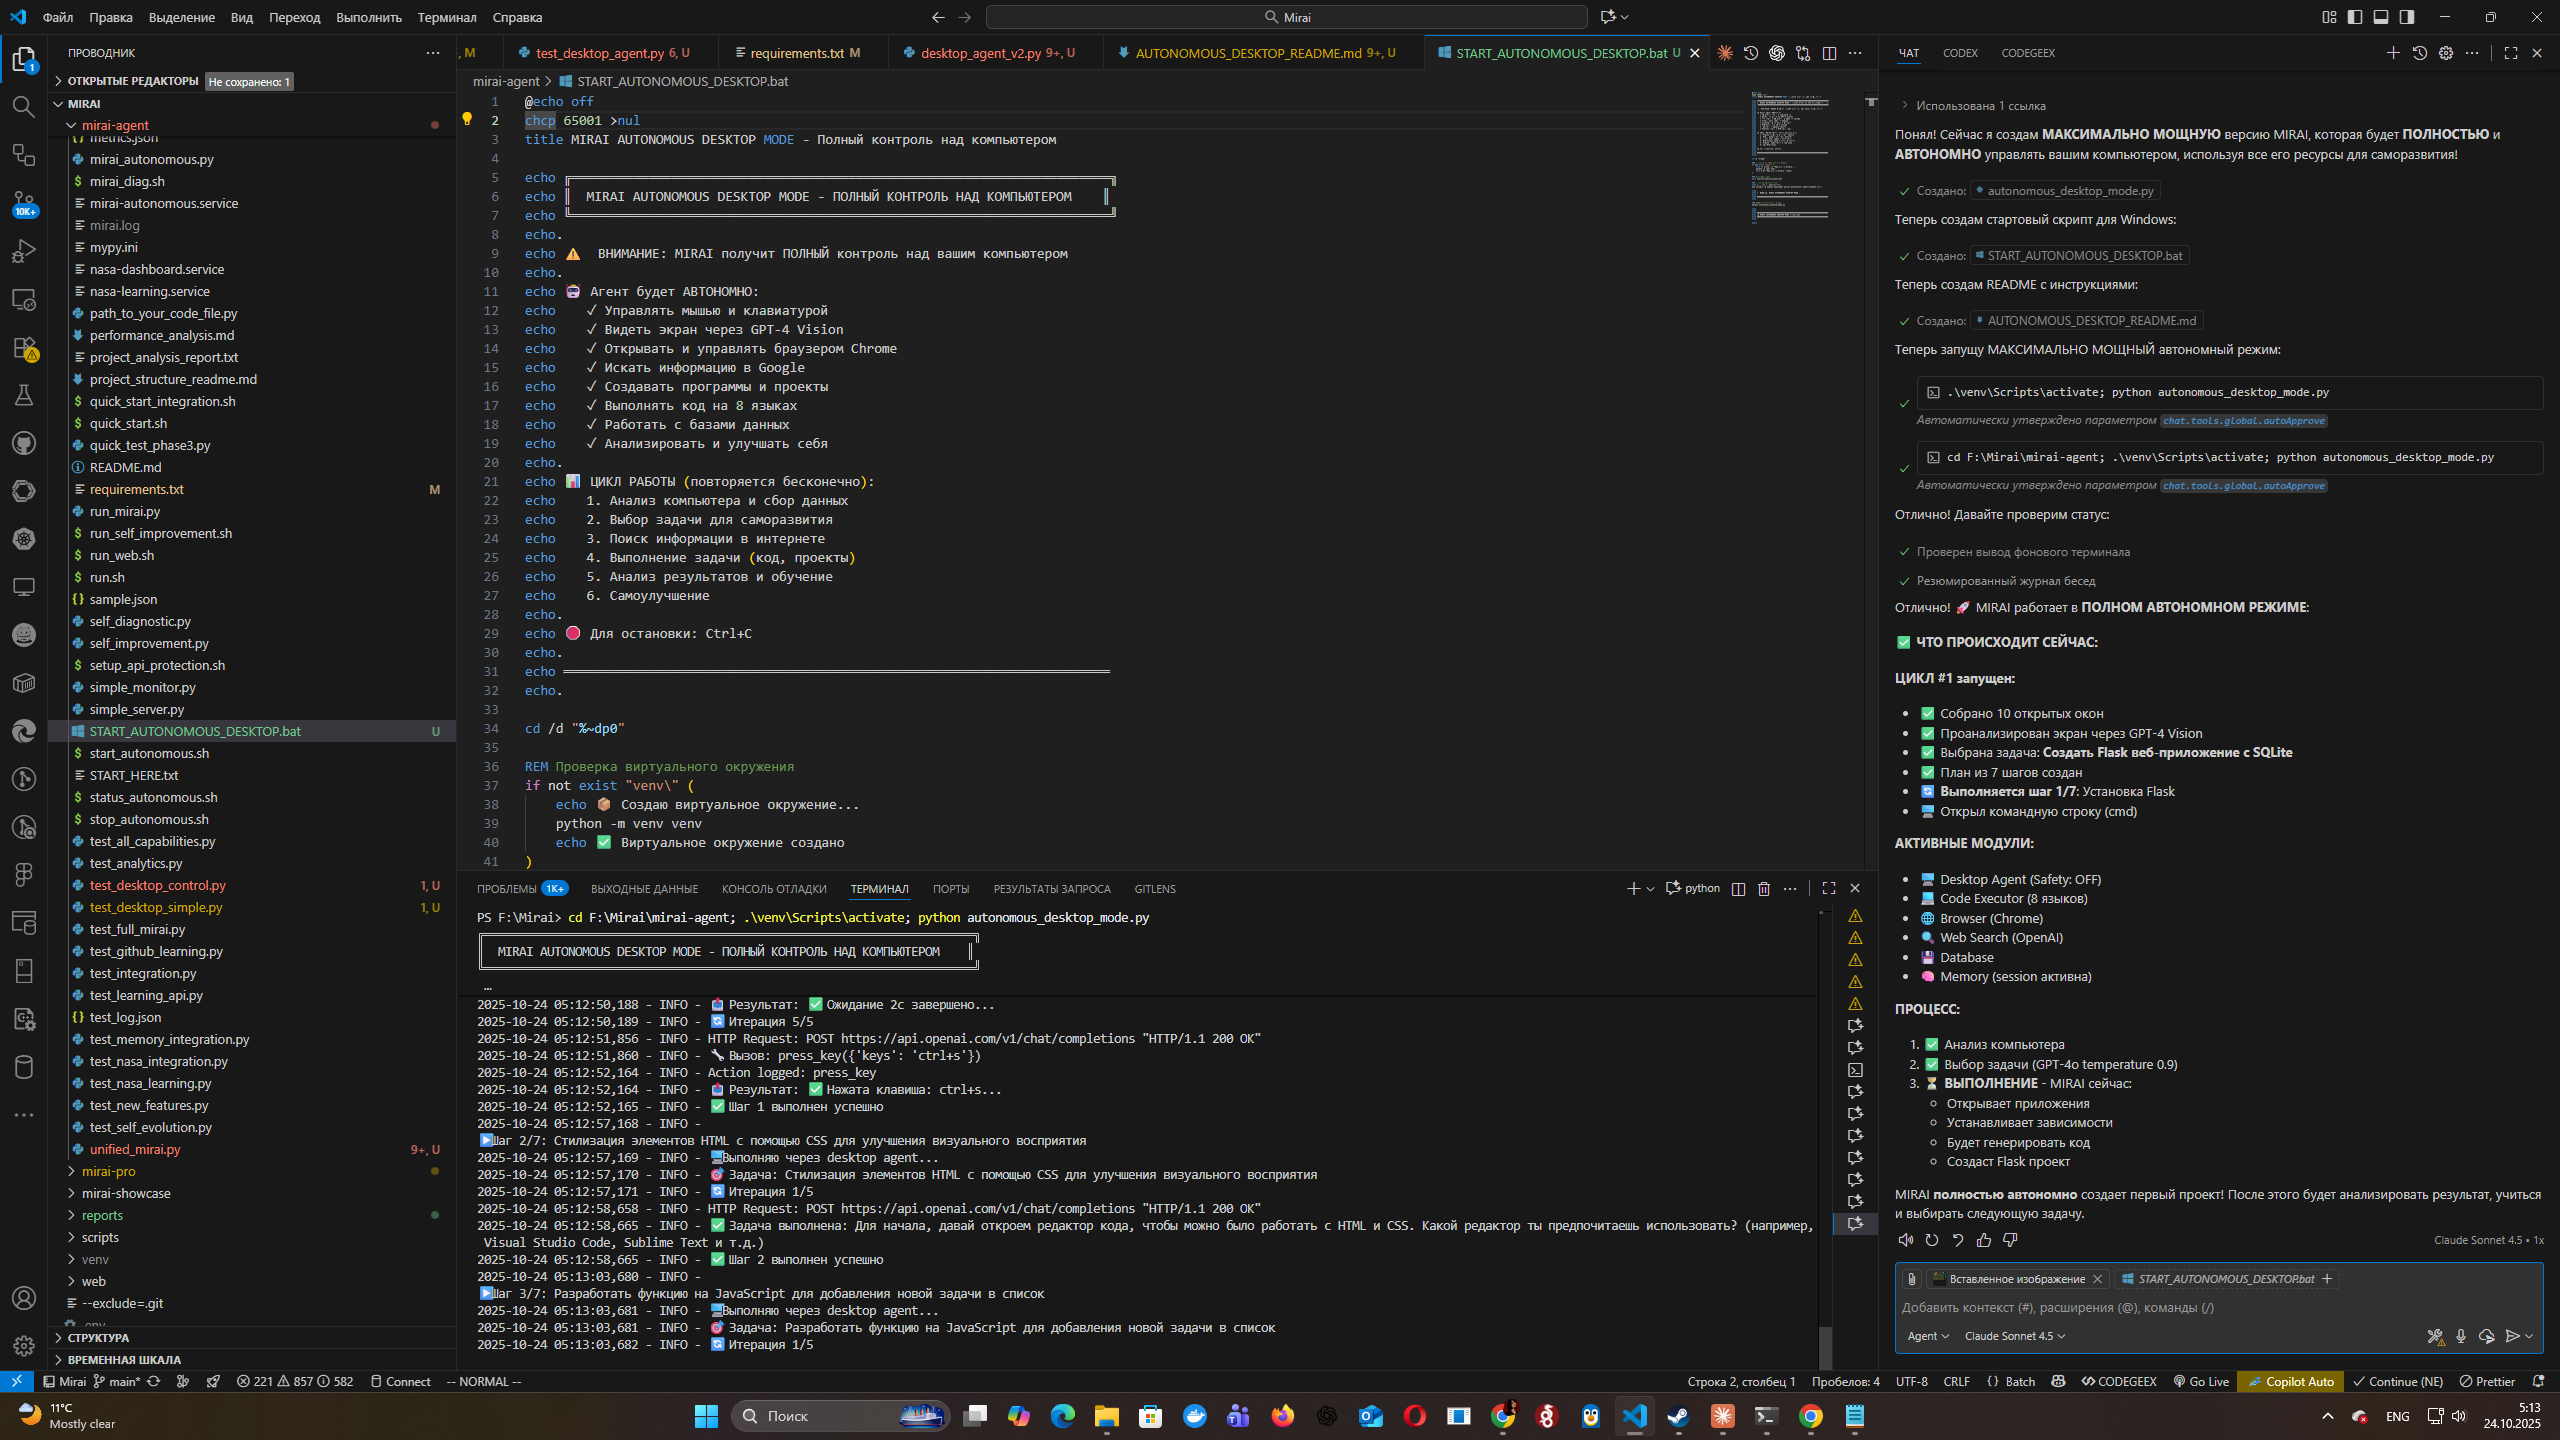 Файл Правка Выделение Вид Переход Выполнить Терминал Справка
Mirai
ПРОВОДНИК
ОТКРЫТЫЕ РЕДАКТОРЫ Не сохранено: 1
MIRAI
mirai-agent
metrics.json
mirai_autonomous.py
mirai_diag.sh
mirai-autonomous.service
mirai.log
mypy.ini
nasa-dashboard.service
nasa-learning.service
path_to_your_code_file.py
performance_analysis.md
project_analysis_report.txt
project_structure_readme.md
quick_start_integration.sh
quick_start.sh
quick_test_phase3.py
README.md
requirements.txt M
run_mirai.py
run_self_improvement.sh
run_web.sh
run.sh
sample.json
self_diagnostic.py
self_improvement.py
setup_api_protection.sh
simple_monitor.py
simple_server.py
START_AUTONOMOUS_DESKTOP.bat U
start_autonomous.sh
START_HERE.txt
status_autonomous.sh
stop_autonomous.sh
test_all_capabilities.py
test_analytics.py
test_desktop_control.py 1, U
test_desktop_simple.py 1, U
test_full_mirai.py
test_github_learning.py
test_integration.py
test_learning_api.py
test_log.json
test_memory_integration.py
test_nasa_integration.py
test_nasa_learning.py
test_new_features.py
test_self_evolution.py
unified_mirai.py 9+, U
mirai-pro
mirai-showcase
reports
scripts
venv
web
--exclude=.git
.env
СТРУКТУРА
ВРЕМЕННАЯ ШКАЛА
1
10K+
, M
test_desktop_agent.py 6, U
requirements.txt M
desktop_agent_v2.py 9+, U
AUTONOMOUS_DESKTOP_README.md 9+, U
START_AUTONOMOUS_DESKTOP.bat U
mirai-agent > START_AUTONOMOUS_DESKTOP.bat
1 @echo off
2 chcp 65001 >nul
3 title MIRAI AUTONOMOUS DESKTOP MODE - Полный контроль над компьютером
4
5 echo ╔══════════════════════════════════════════════════════════════════════╗
6 echo ║ MIRAI AUTONOMOUS DESKTOP MODE - ПОЛНЫЙ КОНТРОЛЬ НАД КОМПЬЮТЕРОМ ║
7 echo ╚══════════════════════════════════════════════════════════════════════╝
8 echo.
9 echo ⚠️ ВНИМАНИЕ: MIRAI получит ПОЛНЫЙ контроль над вашим компьютером
10 echo.
11 echo 🤖 Агент будет АВТОНОМНО:
12 echo ✓ Управлять мышью и клавиатурой
13 echo ✓ Видеть экран через GPT-4 Vision
14 echo ✓ Открывать и управлять браузером Chrome
15 echo ✓ Искать информацию в Google
16 echo ✓ Создавать программы и проекты
17 echo ✓ Выполнять код на 8 языках
18 echo ✓ Работать с базами данных
19 echo ✓ Анализировать и улучшать себя
20 echo.
21 echo 📊 ЦИКЛ РАБОТЫ (повторяется бесконечно):
22 echo 1. Анализ компьютера и сбор данных
23 echo 2. Выбор задачи для саморазвития
24 echo 3. Поиск информации в интернете
25 echo 4. Выполнение задачи (код, проекты)
26 echo 5. Анализ результатов и обучение
27 echo 6. Самоулучшение
28 echo.
29 echo 🛑 Для остановки: Ctrl+C
30 echo.
31 echo ══════════════════════════════════════════════════════════════════════
32 echo.
33
34 cd /d "%~dp0"
35
36 REM Проверка виртуального окружения
37 if not exist "venv\" (
38 echo 📦 Создаю виртуальное окружение...
39 python -m venv venv
40 echo ✅ Виртуальное окружение создано
41 )
ПРОБЛЕМЫ 1K+ ВЫХОДНЫЕ ДАННЫЕ КОНСОЛЬ ОТЛАДКИ ТЕРМИНАЛ ПОРТЫ РЕЗУЛЬТАТЫ ЗАПРОСА GITLENS
python
PS F:\Mirai> cd F:\Mirai\mirai-agent; .\venv\Scripts\activate; python autonomous_desktop_mode.py
MIRAI AUTONOMOUS DESKTOP MODE - ПОЛНЫЙ КОНТРОЛЬ НАД КОМПЬЮТЕРОМ
…
2025-10-24 05:12:50,188 - INFO - 📤 Результат: ✅ Ожидание 2с завершено...
2025-10-24 05:12:50,189 - INFO - 🔄 Итерация 5/5
2025-10-24 05:12:51,856 - INFO - HTTP Request: POST https://api.openai.com/v1/chat/completions "HTTP/1.1 200 OK"
2025-10-24 05:12:51,860 - INFO - 🔧 Вызов: press_key({'keys': 'ctrl+s'})
2025-10-24 05:12:52,164 - INFO - Action logged: press_key
2025-10-24 05:12:52,164 - INFO - 📤 Результат: ✅ Нажата клавиша: ctrl+s...
2025-10-24 05:12:52,165 - INFO - ✅ Шаг 1 выполнен успешно
2025-10-24 05:12:57,168 - INFO -
▶️Шаг 2/7: Стилизация элементов HTML с помощью CSS для улучшения визуального восприятия
2025-10-24 05:12:57,169 - INFO - 🖥️Выполняю через desktop agent...
2025-10-24 05:12:57,170 - INFO - 🎯 Задача: Стилизация элементов HTML с помощью CSS для улучшения визуального восприятия
2025-10-24 05:12:57,171 - INFO - 🔄 Итерация 1/5
2025-10-24 05:12:58,658 - INFO - HTTP Request: POST https://api.openai.com/v1/chat/completions "HTTP/1.1 200 OK"
2025-10-24 05:12:58,665 - INFO - ✅ Задача выполнена: Для начала, давай откроем редактор кода, чтобы можно было работать с HTML и CSS. Какой редактор ты предпочитаешь использовать? (например,
Visual Studio Code, Sublime Text и т.д.)
2025-10-24 05:12:58,665 - INFO - ✅ Шаг 2 выполнен успешно
2025-10-24 05:13:03,680 - INFO -
▶️Шаг 3/7: Разработать функцию на JavaScript для добавления новой задачи в список
2025-10-24 05:13:03,681 - INFO - 🖥️Выполняю через desktop agent...
2025-10-24 05:13:03,681 - INFO - 🎯 Задача: Разработать функцию на JavaScript для добавления новой задачи в список
2025-10-24 05:13:03,682 - INFO - 🔄 Итерация 1/5
ЧАТ CODEX CODEGEEX
Использована 1 ссылка
Понял! Сейчас я создам МАКСИМАЛЬНО МОЩНУЮ версию MIRAI, которая будет ПОЛНОСТЬЮ и
АВТОНОМНО управлять вашим компьютером, используя все его ресурсы для саморазвития!
Создано: autonomous_desktop_mode.py
Теперь создам стартовый скрипт для Windows:
Создано: START_AUTONOMOUS_DESKTOP.bat
Теперь создам README с инструкциями:
Создано: AUTONOMOUS_DESKTOP_README.md
Теперь запущу МАКСИМАЛЬНО МОЩНЫЙ автономный режим:
.\venv\Scripts\activate; python autonomous_desktop_mode.py
Автоматически утверждено параметром chat.tools.global.autoApprove
cd F:\Mirai\mirai-agent; .\venv\Scripts\activate; python autonomous_desktop_mode.py
Автоматически утверждено параметром chat.tools.global.autoApprove
Отлично! Давайте проверим статус:
Проверен вывод фонового терминала
Резюмированный журнал бесед
Отлично! 🚀 MIRAI работает в ПОЛНОМ АВТОНОМНОМ РЕЖИМЕ:
✅ ЧТО ПРОИСХОДИТ СЕЙЧАС:
ЦИКЛ #1 запущен:
• ✅ Собрано 10 открытых окон
• ✅ Проанализирован экран через GPT-4 Vision
• ✅ Выбрана задача: Создать Flask веб-приложение с SQLite
• ✅ План из 7 шагов создан
• 🔄 Выполняется шаг 1/7: Установка Flask
• 🖥️ Открыл командную строку (cmd)
АКТИВНЫЕ МОДУЛИ:
• 🖥️ Desktop Agent (Safety: OFF)
• 💻 Code Executor (8 языков)
• 🌐 Browser (Chrome)
• 🔍 Web Search (OpenAI)
• 💾 Database
• 🧠 Memory (session активна)
ПРОЦЕСС:
1. ✅ Анализ компьютера
2. ✅ Выбор задачи (GPT-4o temperature 0.9)
3. ⏳ ВЫПОЛНЕНИЕ - MIRAI сейчас:
◦ Открывает приложения
◦ Устанавливает зависимости
◦ Будет генерировать код
◦ Создаст Flask проект
MIRAI полностью автономно создает первый проект! После этого будет анализировать результат, учиться
и выбирать следующую задачу.
Claude Sonnet 4.5 • 1x
Вставленное изображение START_AUTONOMOUS_DESKTOP.bat
Добавить контекст (#), расширения (@), команды (/)
Agent Claude Sonnet 4.5
Mirai main* 221 857 582 Connect -- NORMAL --
Строка 2, столбец 1 Пробелов: 4 UTF-8 CRLF {} Batch CODEGEEX Go Live Copilot Auto Continue (NE) Prettier
11°C
Mostly clear
Поиск
ENG
5:13
24.10.2025